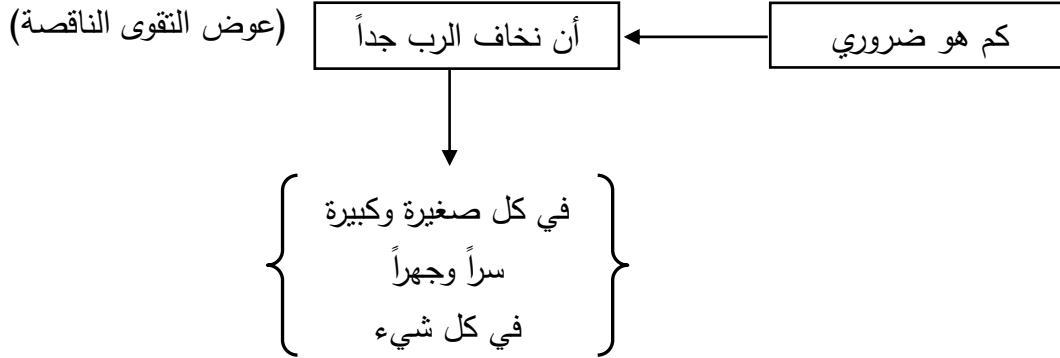 كم هو ضروري
أن نخاف الرب جداً
(عوض التقوى الناقصة)
في كل صغيرة وكبيرة
سراً وجهراً
في كل شيء